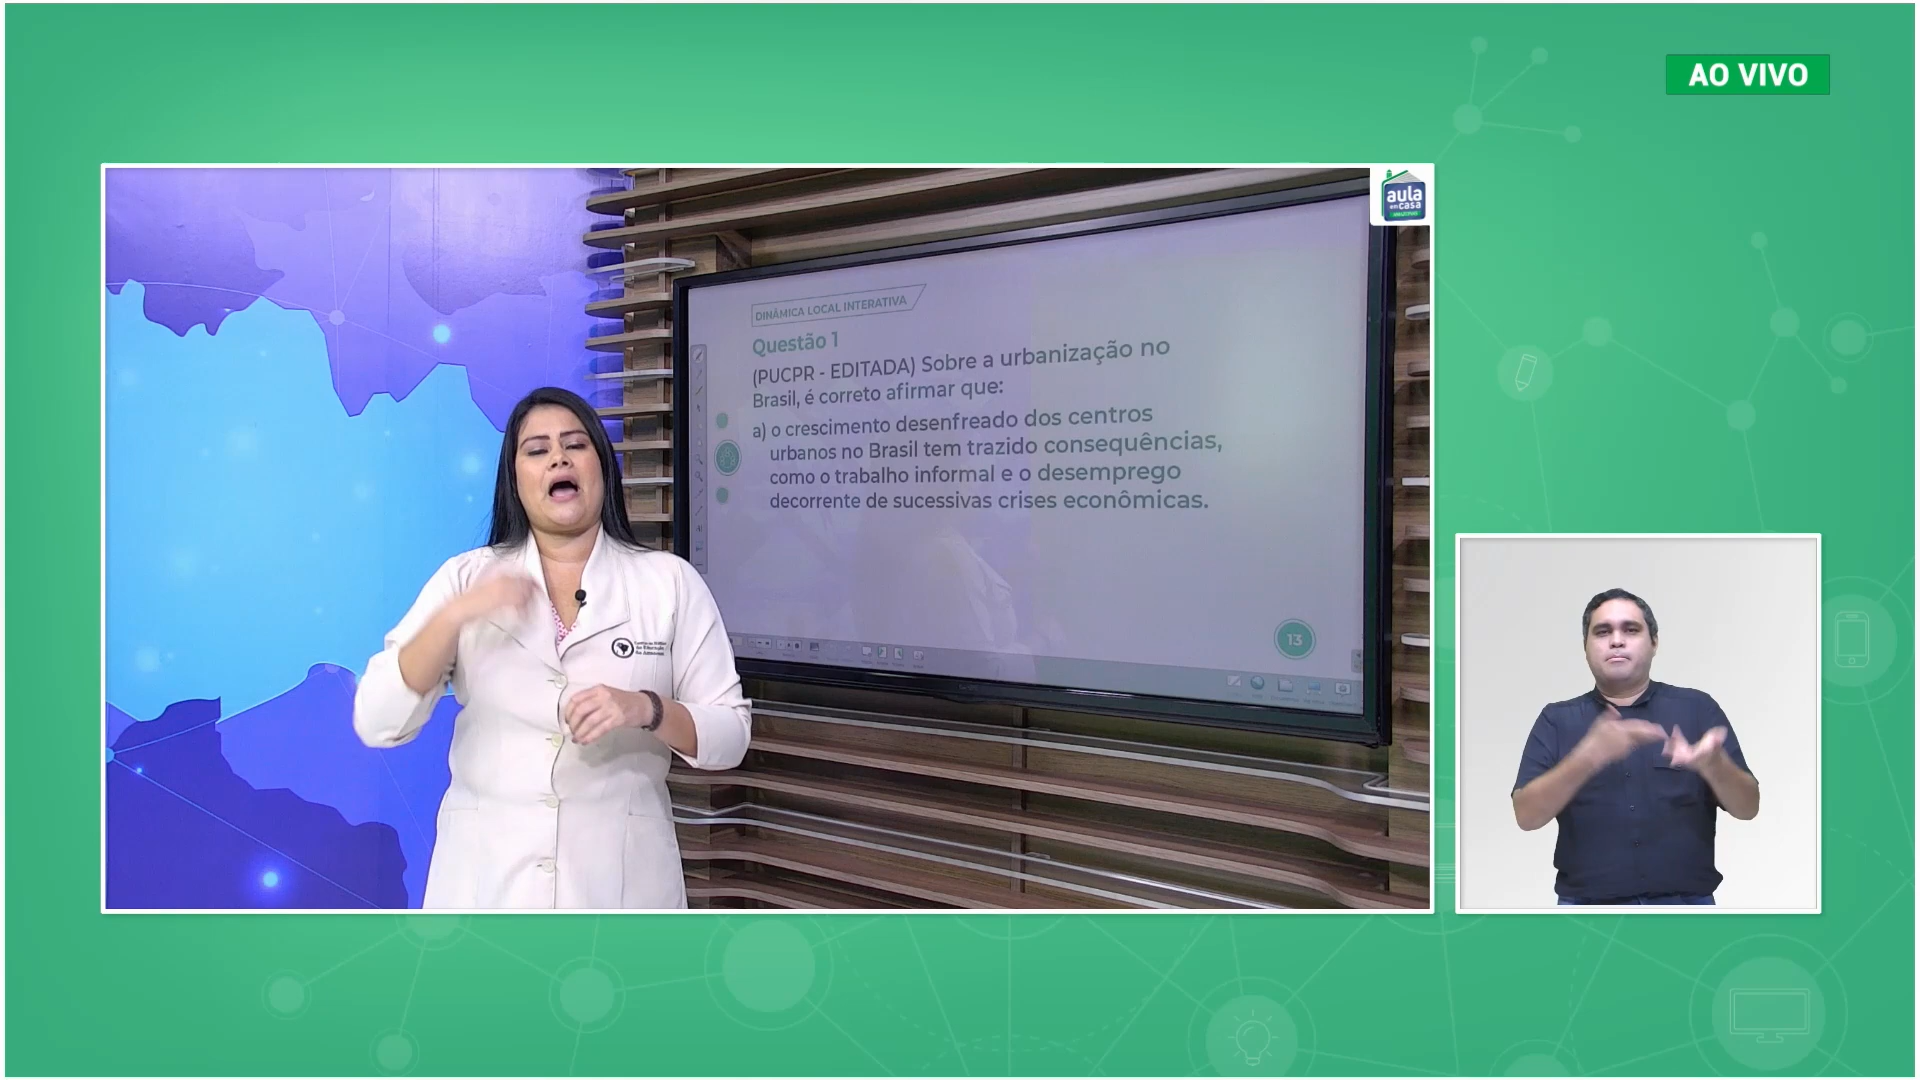 AO VIVO
aula
em casa
DINÂMICA LOCAL INTERATIVA
Questão 1
(PUCPR - EDITADA) Sobre a urbanização no
Brasil, é correto afirmar que:
a) o crescimento desenfreado dos centros
urbanos no Brasil tem trazido consequências,
como o trabalho informal e o desemprego
decorrente de sucessivas crises econômicas.
13